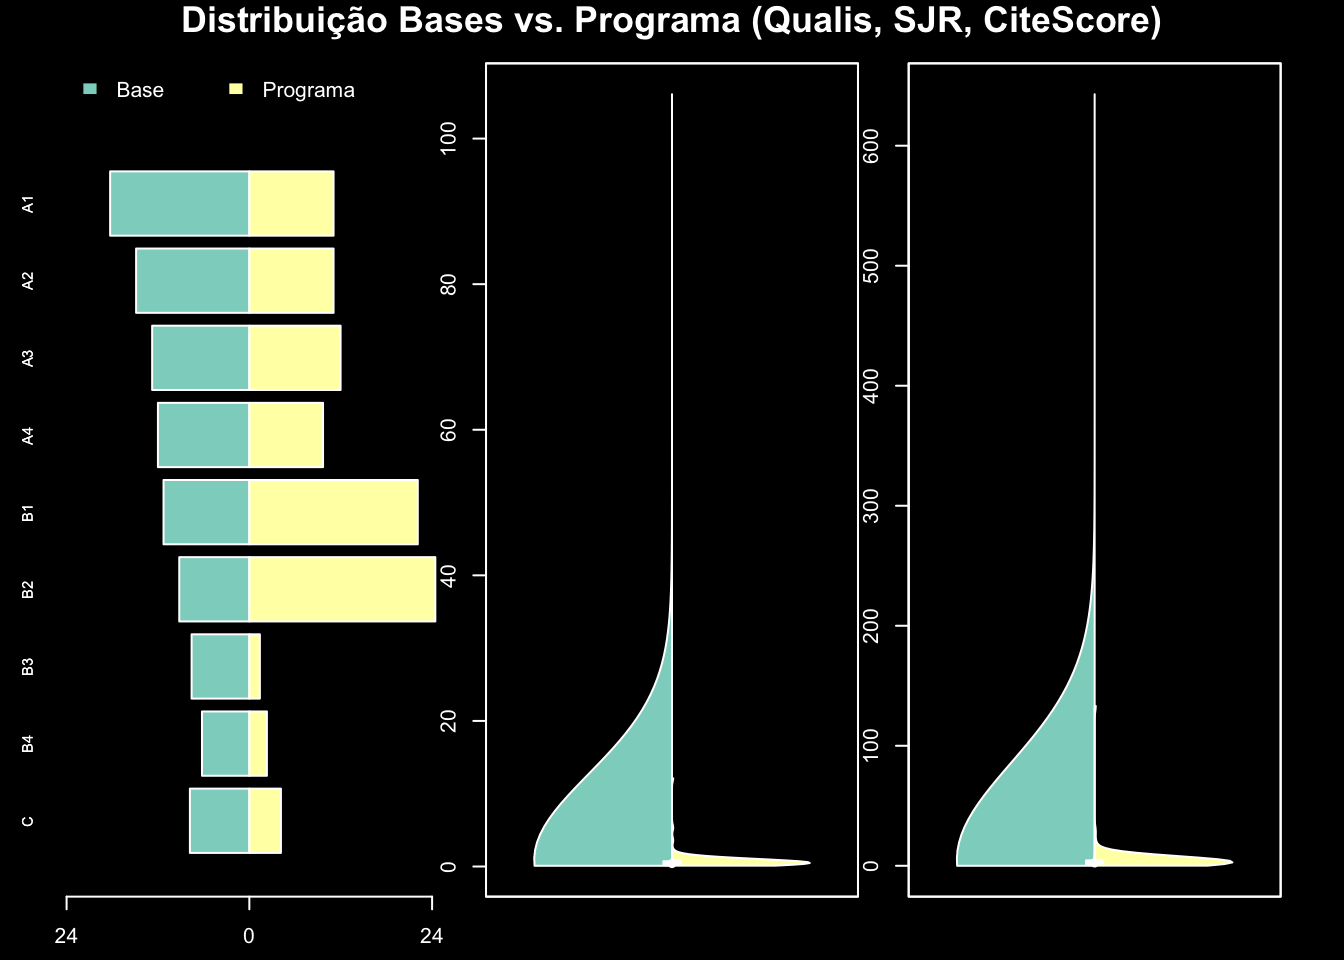 Distribuição Bases vs. Programa (Qualis, SJR, CiteScore)
Base
Programa
A1
A2
A3
A4
B1
B2
B3
B4
C
24
0
24
100
80
60
40
20
0
600
500
400
300
200
100
0